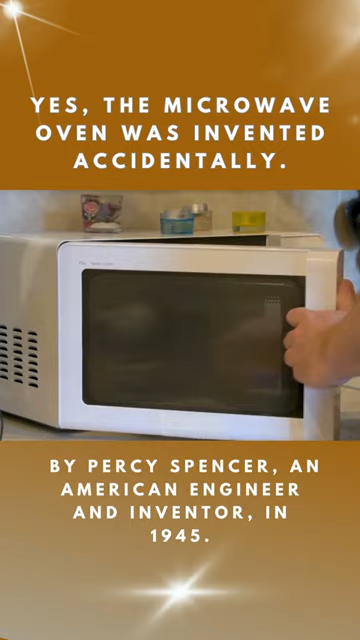 YES, THE MICROWAVE
OVEN WAS INVENTED
ACCIDENTALLY.
BY PERCY SPENCER, AN
AMERICAN ENGINEER
AND INVENTOR, IN
1945.